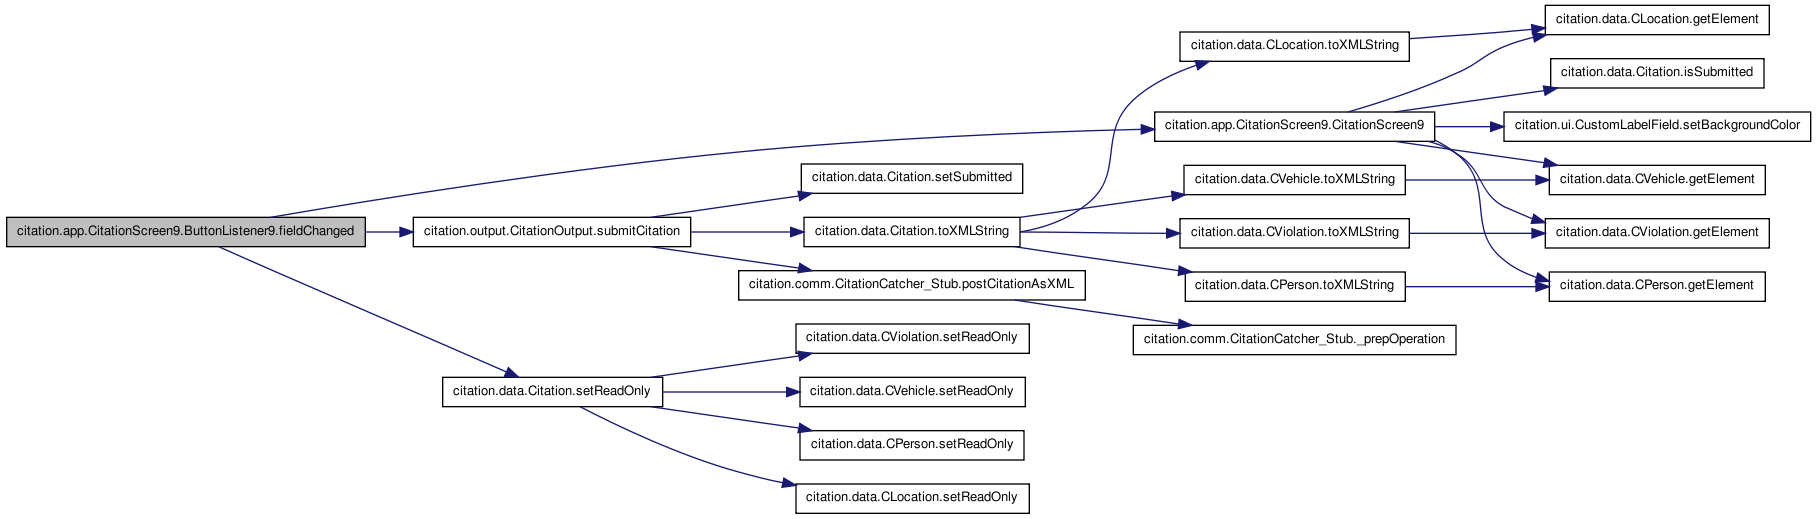 citation.data.CLocation.getElement
citation.data.CLocation.toXMLString
citation.data.Citation.isSubmitted
citation.app.CitationScreen9.CitationScreen9
citation.ui.CustomLabelField.setBackgroundColor
citation.data.Citation.setSubmitted
citation.data.CVehicle.toXMLString
citation.data.CVehicle.getElement
citation.app.CitationScreen9.ButtonListener9.fieldChanged
citation.output.CitationOutput.submitCitation
citation.data.Citation.toXMLString
citation.data.CViolation.toXMLString
citation.data.CViolation.getElement
citation.comm.CitationCatcher_Stub.postCitationAsXML
citation.data.CPerson.toXMLString
citation.data.CPerson.getElement
citation.data.CViolation.setReadOnly
citation.comm.CitationCatcher_Stub._prepOperation
citation.data.Citation.setReadOnly
citation.data.CVehicle.setReadOnly
citation.data.CPerson.setReadOnly
citation.data.CLocation.setReadOnly